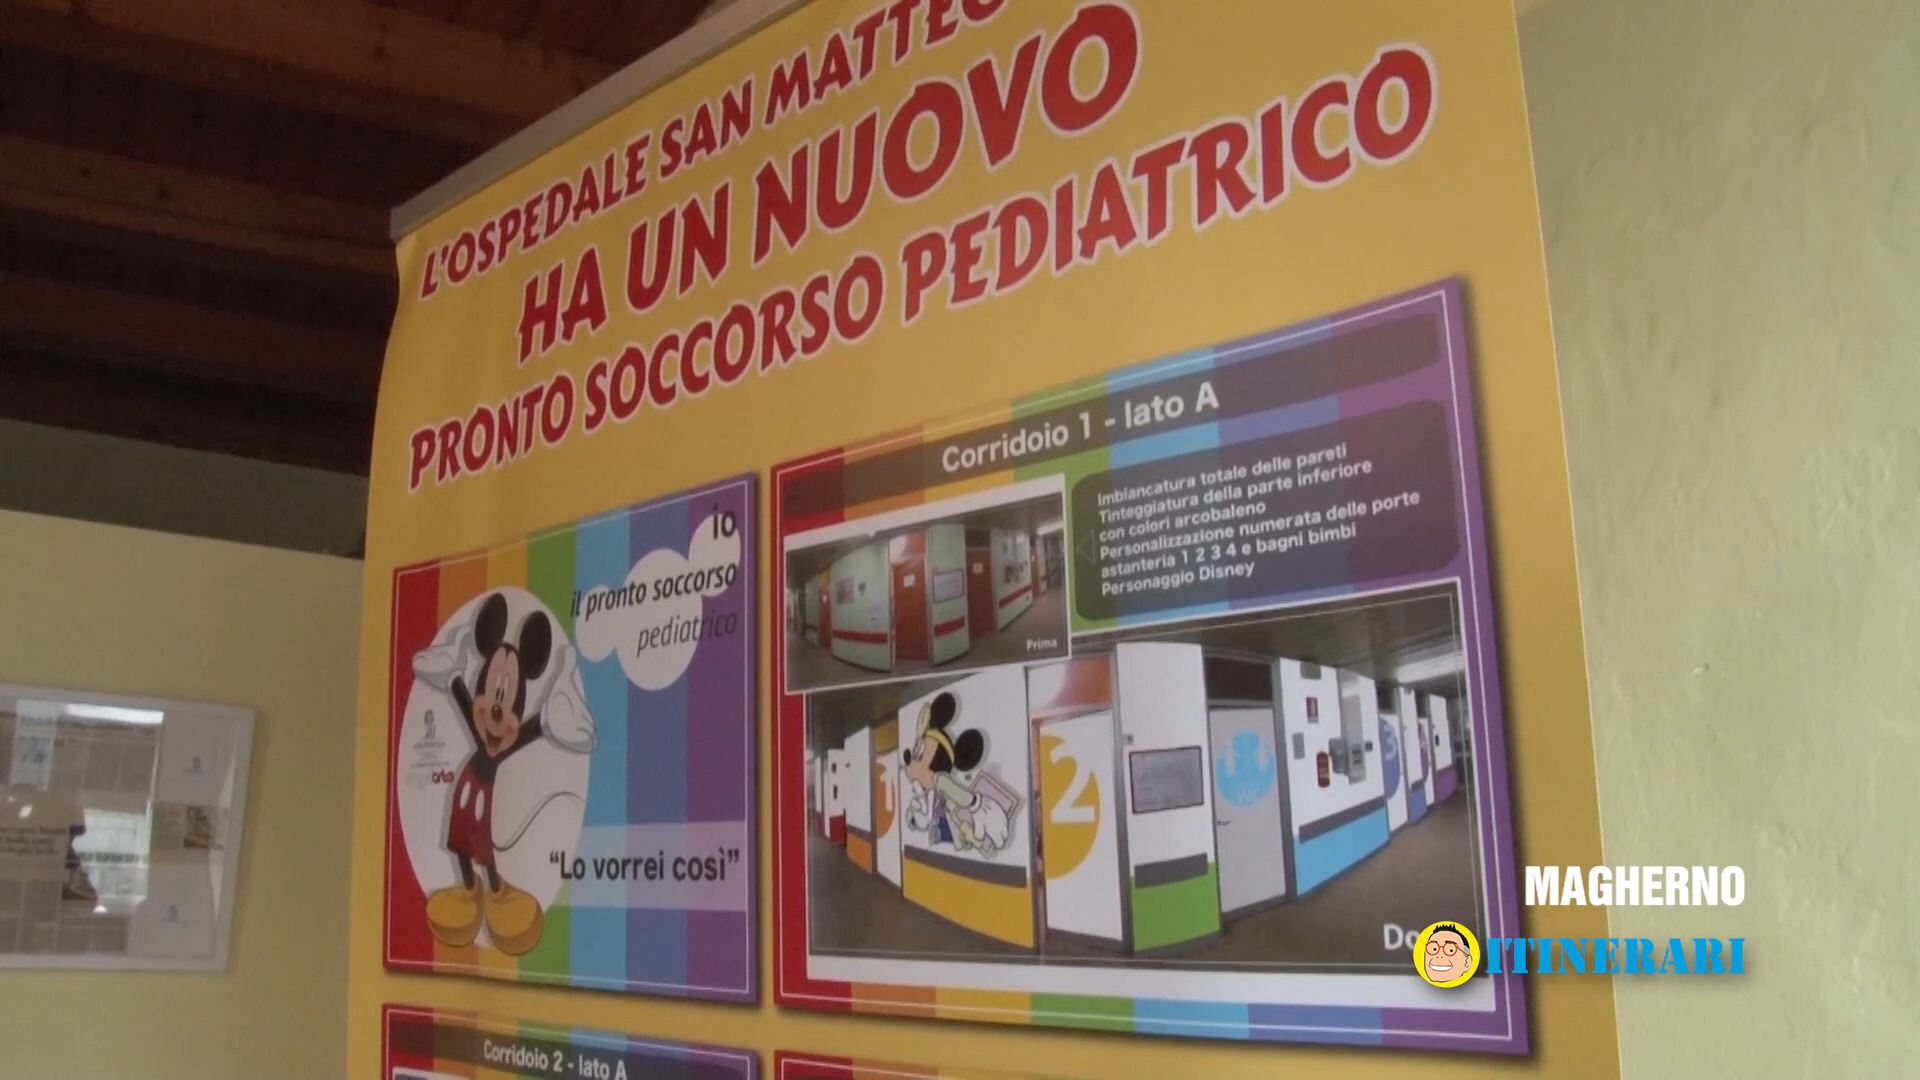 L'OSPEDALE SAN MATTEO
HA UN NUOVO
PRONTO SOCCORSO PEDIATRICO
io
il pronto soccorso
pediatrico
"Lo vorrei così"
Corridoio 1 - lato A
Imbiancatura totale delle pareti
Tinteggiatura della parte inferiore
con colori arcobaleno
Personalizzazione numerata delle porte
astanteria 1 2 3 4 e bagni bimbi
Personaggio Disney
Prima
1
2
WC
3
Corridoio 2 - lato A
MAGHERNO
ITINERARI